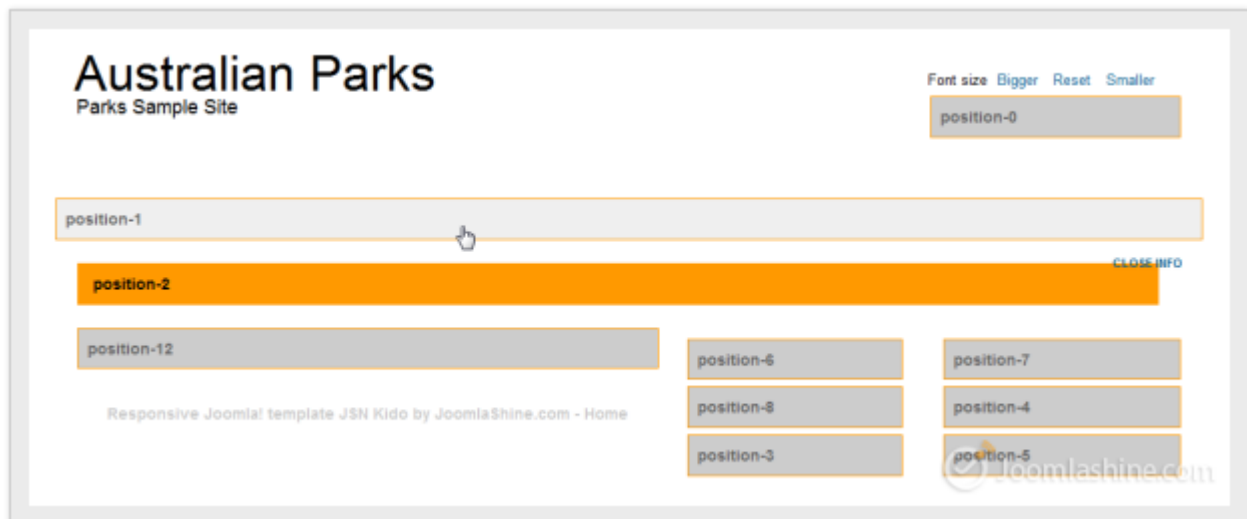 Australian Parks
Parks Sample Site
Font size Bigger Reset Smaller
position-0
position-1
CLOSE INFO
position-2
position-12
position-6
position-7
Responsive Joomla! template JSN Kido by JoomlaShine.com - Home
position-8
position-4
position-3
position-5
Joomlashine.com